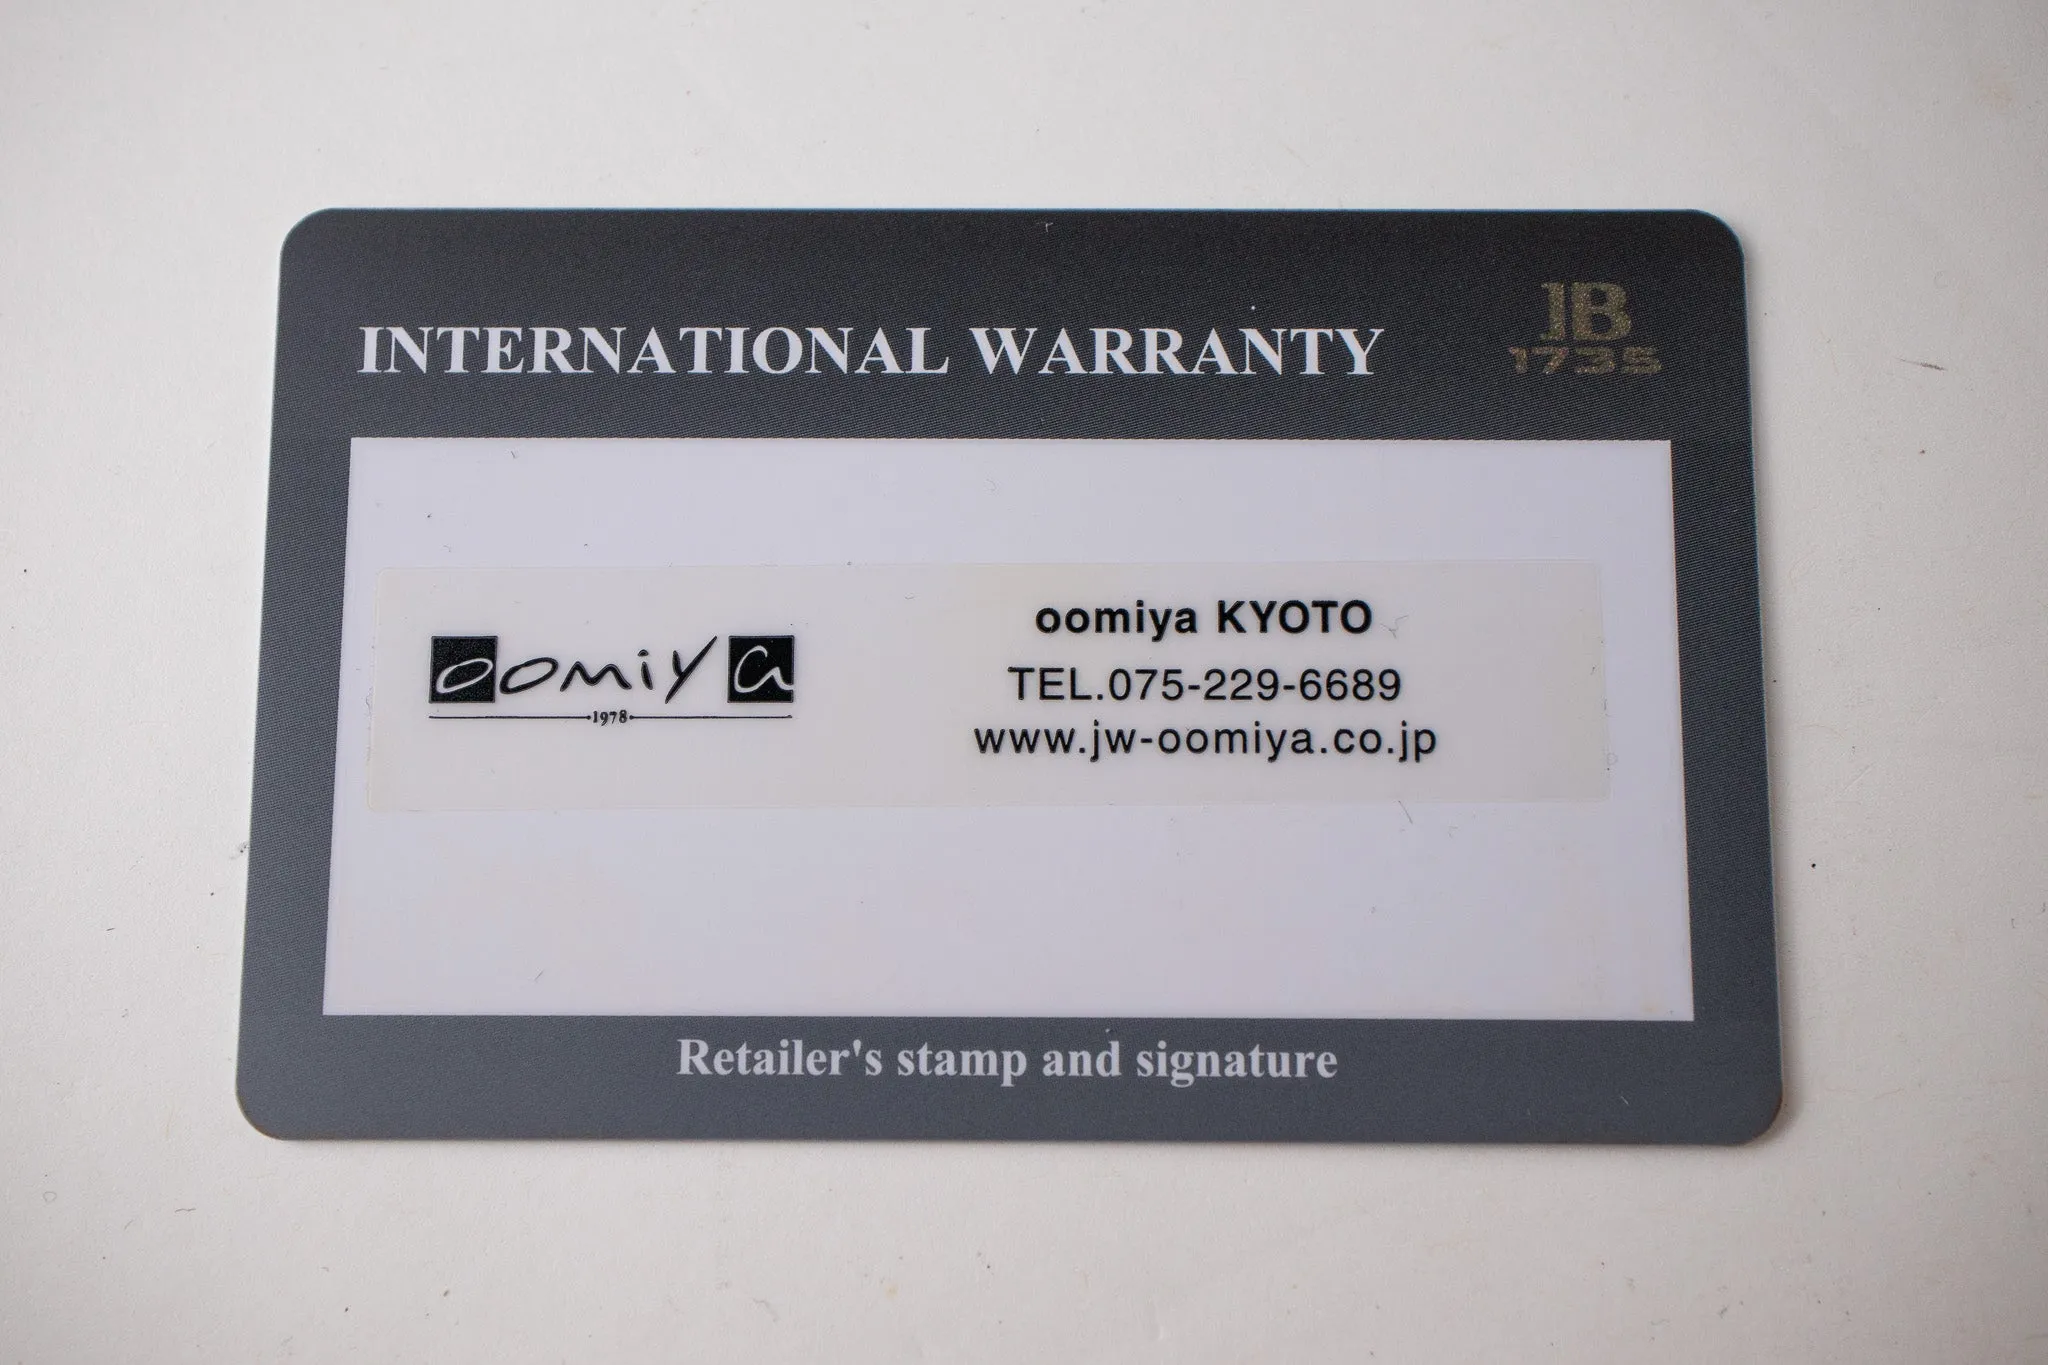 INTERNATIONAL WARRANTY
JB
1735
oomiya
1978
oomiya KYOTO
TEL.075-229-6689
www.jw-oomiya.co.jp
Retailer's stamp and signature